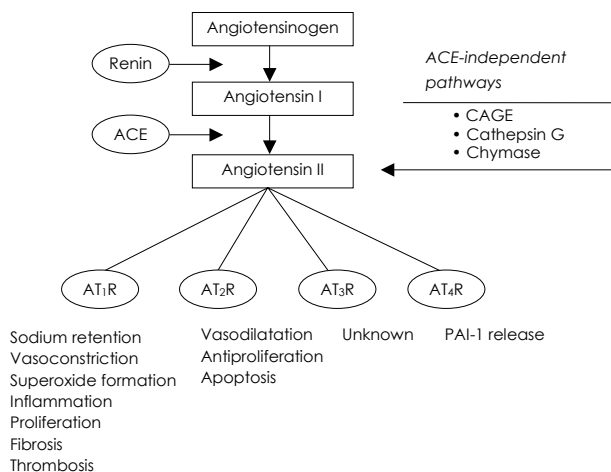 Angiotensinogen
Renin
ACE-independent
pathways
Angiotensin I
• CAGE
• Cathepsin G
• Chymase
ACE
Angiotensin II
AT₁R
AT₂R
AT₃R
AT₄R
Sodium retention
Vasoconstriction
Superoxide formation
Inflammation
Proliferation
Fibrosis
Thrombosis
Vasodilatation
Antiproliferation
Apoptosis
Unknown
PAI-1 release